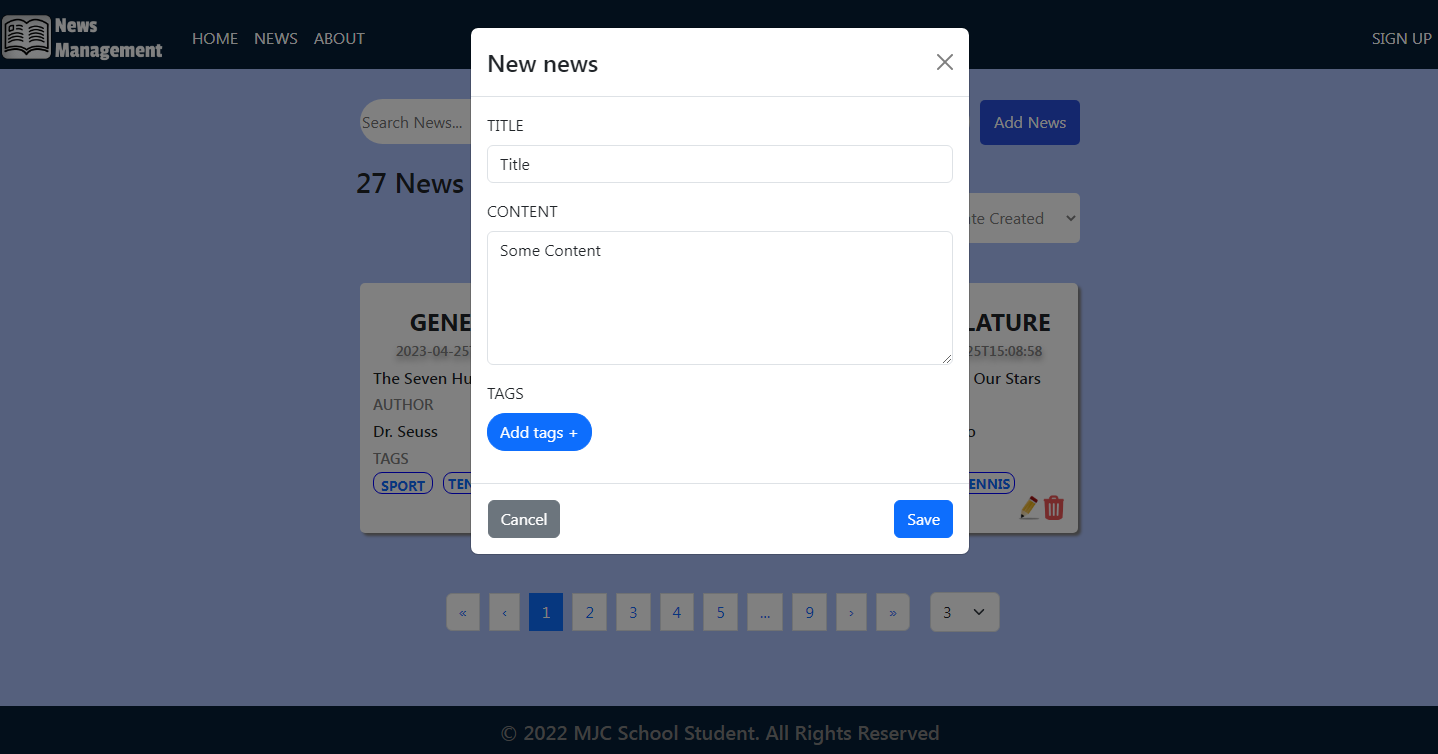 News
Management
HOME NEWS ABOUT
SIGN UP
New news
TITLE
Title
CONTENT
Some Content
TAGS
Add tags +
Cancel
Save
Search News...
Add News
27 News
te Created
GENE
2023-04-25T
The Seven Hu
AUTHOR
Dr. Seuss
TAGS
SPORT
TEN
LATURE
25T15:08:58
Our Stars
o
ENNIS
« ‹ 1 2 3 4 5 ... 9 › » 3
© 2022 MJC School Student. All Rights Reserved